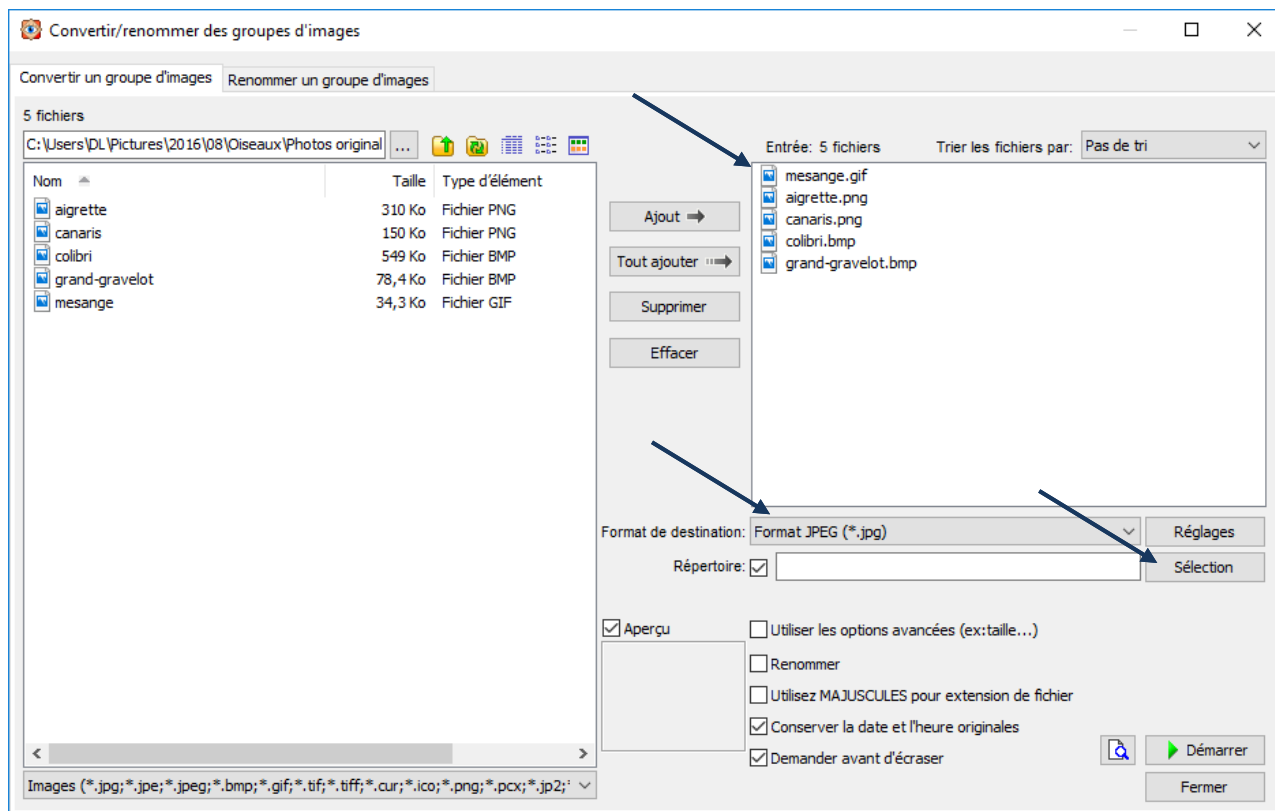 Convertir/renommer des groupes d'images
Convertir un groupe d'images Renommer un groupe d'images
5 fichiers
C:\Users\DL\Pictures\2016\08\Oiseaux\Photos original ...
Nom Taille Type d'élément
aigrette 310 Ko Fichier PNG
canaris 150 Ko Fichier PNG
colibri 549 Ko Fichier BMP
grand-gravelot 78,4 Ko Fichier BMP
mesange 34,3 Ko Fichier GIF
Images (*.jpg;*.jpe;*.jpeg;*.bmp;*.gif;*.tif;*.tiff;*.cur;*.ico;*.png;*.pcx;*.jp2;
Ajout
Tout ajouter
Supprimer
Effacer
Entrée: 5 fichiers Trier les fichiers par: Pas de tri
mesange.gif
aigrette.png
canaris.png
colibri.bmp
grand-gravelot.bmp
Format de destination: Format JPEG (*.jpg) Réglages
Répertoire: Sélection
Aperçu
Utiliser les options avancées (ex:taille...)
Renommer
Utilisez MAJUSCULES pour extension de fichier
Conserver la date et l'heure originales
Demander avant d'écraser
Démarrer
Fermer